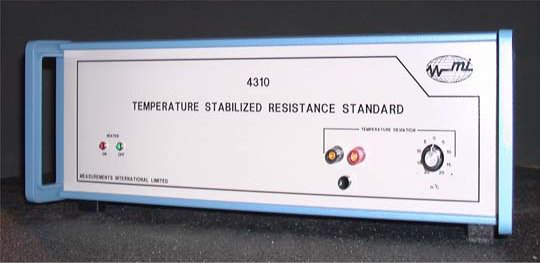 mi
4310
TEMPERATURE STABILIZED RESISTANCE STANDARD
TEMPERATURE DEVIATION
HEATER
ON OFF
m°C
MEASUREMENTS INTERNATIONAL LIMITED